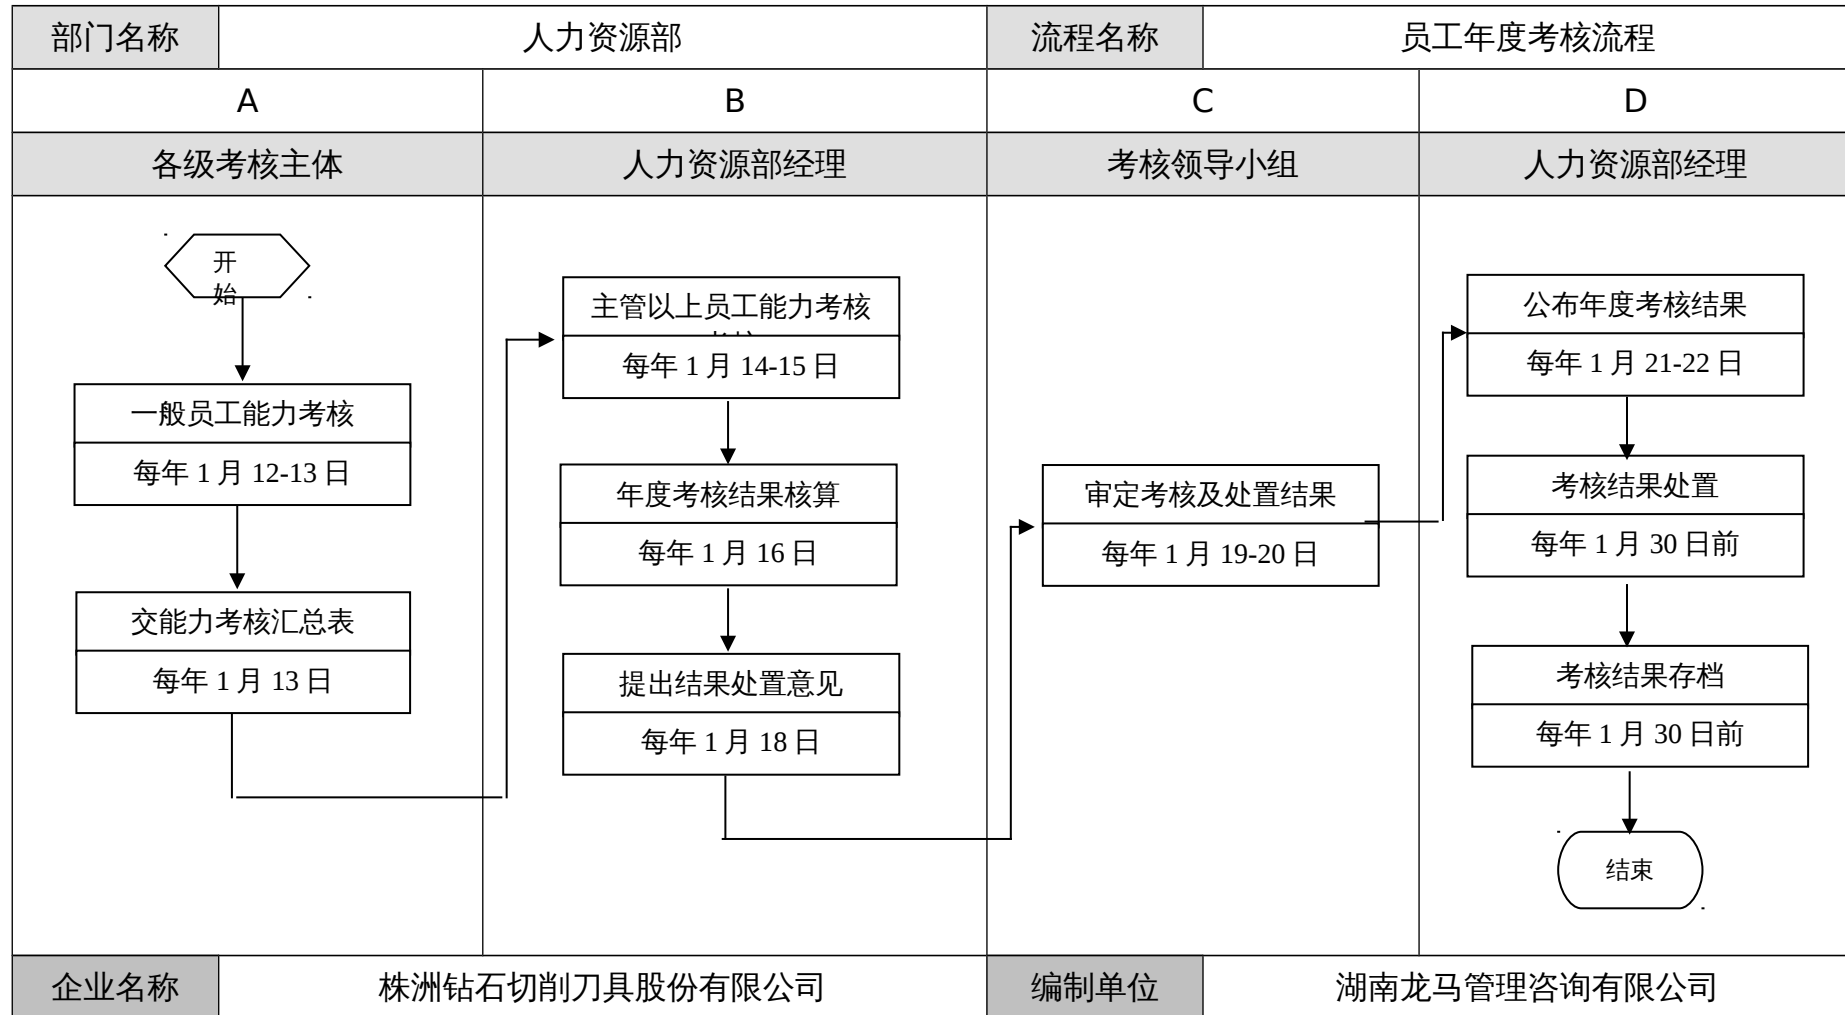 部门名称 人力资源部 流程名称 员工年度考核流程
A B C D
各级考核主体 人力资源部经理 考核领导小组 人力资源部经理
开
始
一般员工能力考核
每年 1 月 12-13 日
交能力考核汇总表
每年 1 月 13 日
主管以上员工能力考核
每年 1 月 14-15 日
年度考核结果核算
每年 1 月 16 日
提出结果处置意见
每年 1 月 18 日
审定考核及处置结果
每年 1 月 19-20 日
公布年度考核结果
每年 1 月 21-22 日
考核结果处置
每年 1 月 30 日前
考核结果存档
每年 1 月 30 日前
结束
企业名称 株洲钻石切削刀具股份有限公司 编制单位 湖南龙马管理咨询有限公司